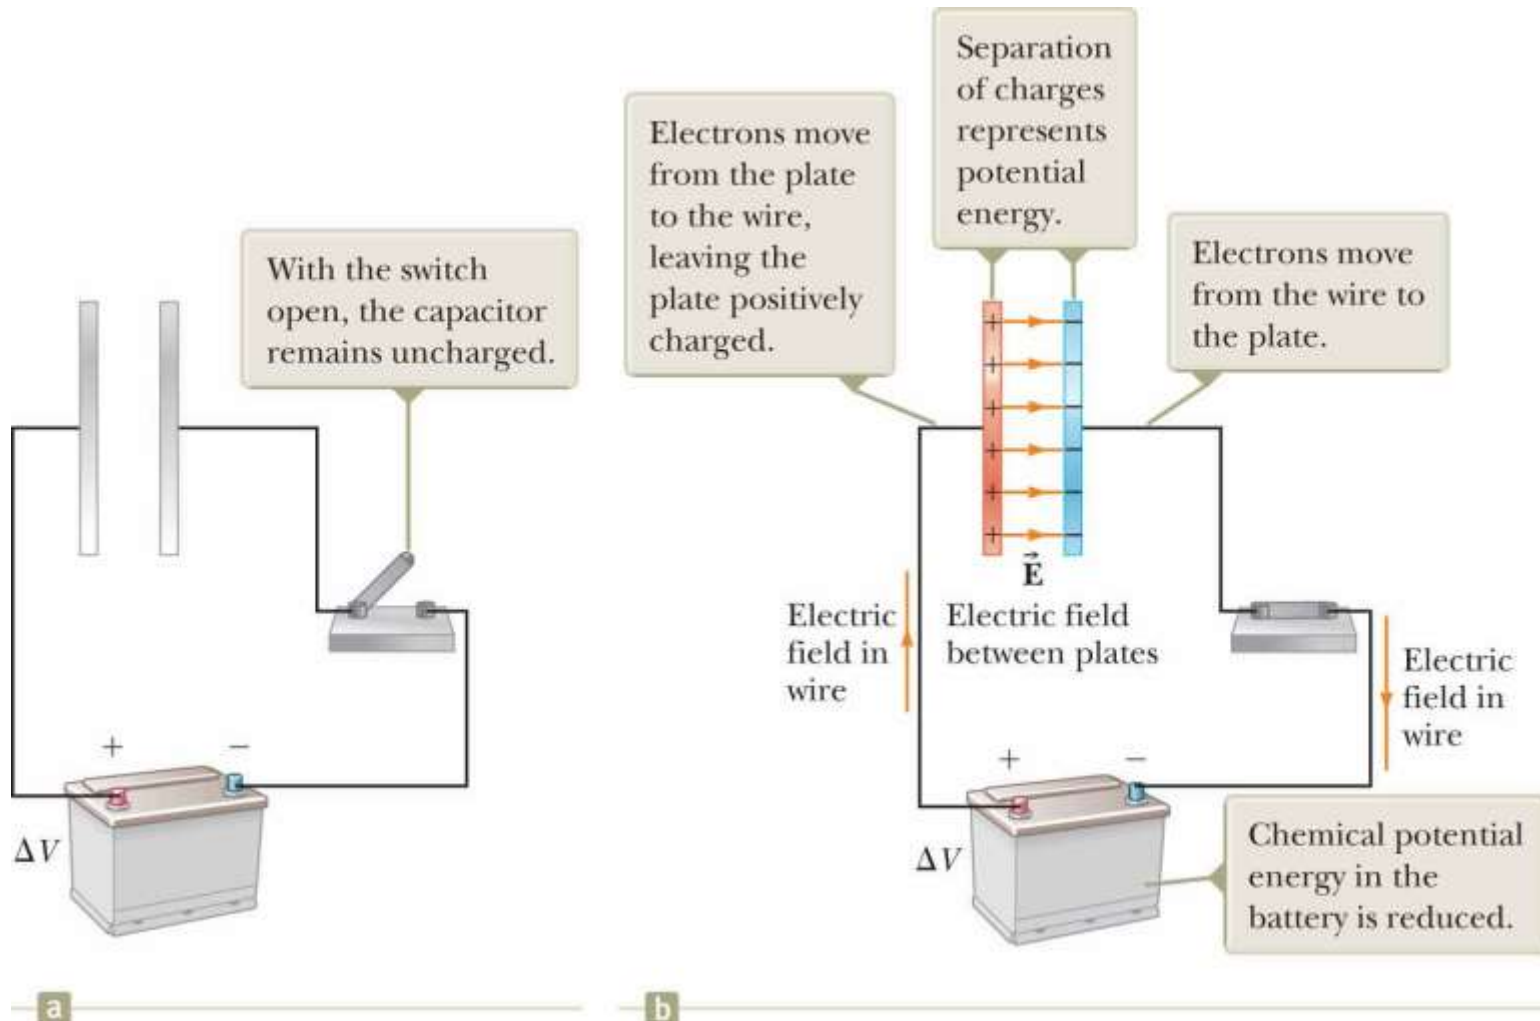 With the switch
open, the capacitor
remains uncharged.
+
−
ΔV
a
Electrons move
from the plate
to the wire,
leaving the
plate positively
charged.
Separation
of charges
represents
potential
energy.
Electrons move
from the wire to
the plate.
+ −
+ −
+ −
+ −
+ −
+ −
E⃗
Electric field
between plates
Electric
field in
wire
Electric
field in
wire
+
−
ΔV
Chemical potential
energy in the
battery is reduced.
b